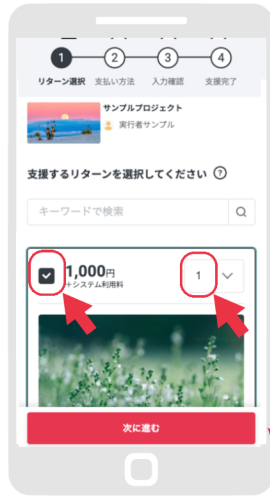 1 2 3 4
リターン選択 支払い方法 入力確認 支援完了
サンプルプロジェクト
実行者サンプル
支援するリターンを選択してください ?
キーワードで検索
1,000円 1
+システム利用料
次に進む